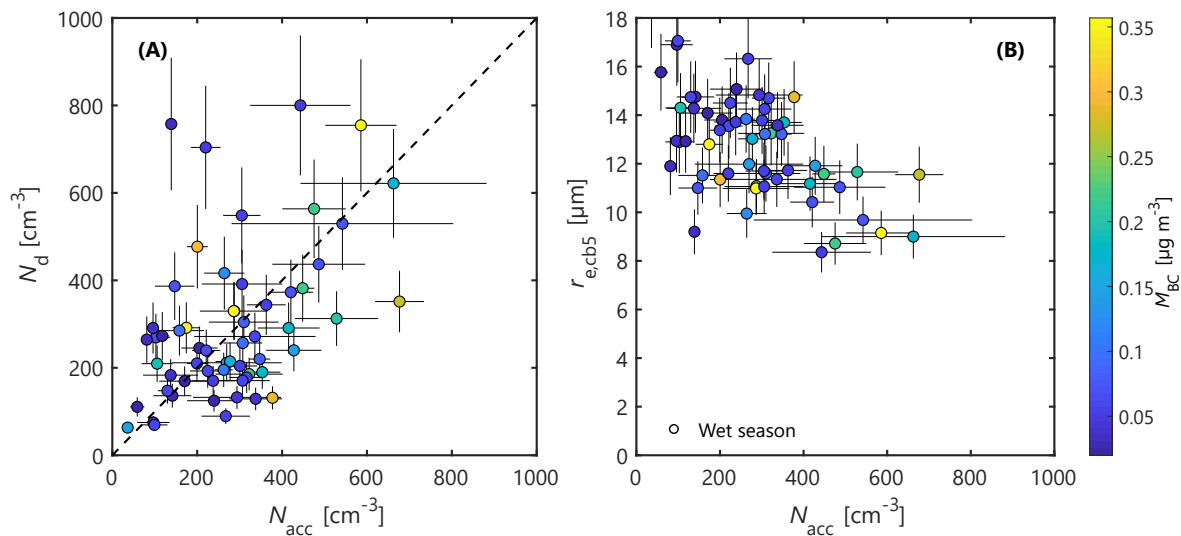 (A)
1000
800
600
400
200
0
N_d [cm⁻³]
0 200 400 600 800 1000
N_acc [cm⁻³]
(B)
18
16
14
12
10
8
6
4
2
0
r_e,cb5 [µm]
Wet season
0 200 400 600 800 1000
N_acc [cm⁻³]
0.35
0.3
0.25
0.2
0.15
0.1
0.05
M_BC [µg m⁻³]